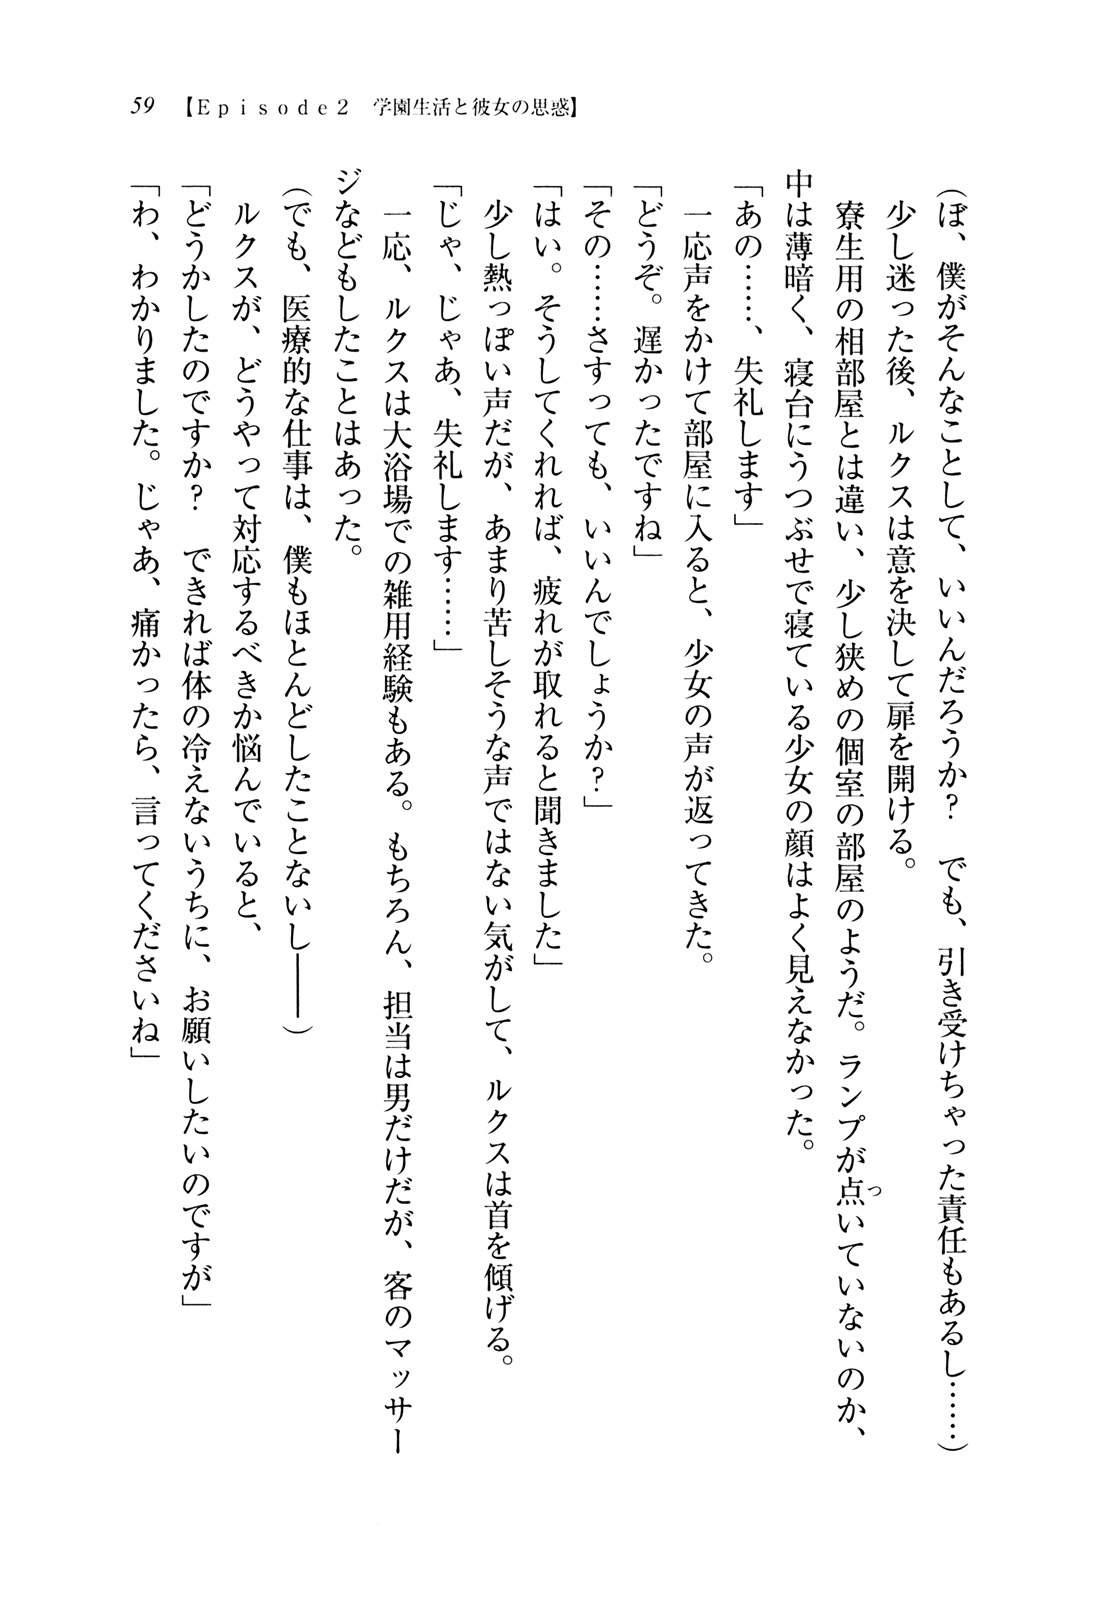 59 【Episode2　学園生活と彼女の思惑】
（ぼ、僕がそんなことして、いいんだろうか？　でも、引き受けちゃった責任もあるし……）
　少し迷った後、ルクスは意を決して扉を開ける。
　寮生用の相部屋とは違い、少し狭めの個室の部屋のようだ。ランプが点いていないのか、
中は薄暗く、寝台にうつぶせで寝ている少女の顔はよく見えなかった。
「あの……、失礼します」
　一応声をかけて部屋に入ると、少女の声が返ってきた。
「どうぞ。遅かったですね」
「その……さすっても、いいんでしょうか？」
「はい。そうしてくれれば、疲れが取れると聞きました」
　少し熱っぽい声だが、あまり苦しそうな声ではない気がして、ルクスは首を傾げる。
「じゃ、じゃあ、失礼します……」
　一応、ルクスは大浴場での雑用経験もある。もちろん、担当は男だけだが、客のマッサー
ジなどもしたことはあった。
（でも、医療的な仕事は、僕もほとんどしたことないし――）
　ルクスが、どうやって対応するべきか悩んでいると、
「どうかしたのですか？　できれば体の冷えないうちに、お願いしたいのですが」
「わ、わかりました。じゃあ、痛かったら、言ってくださいね」